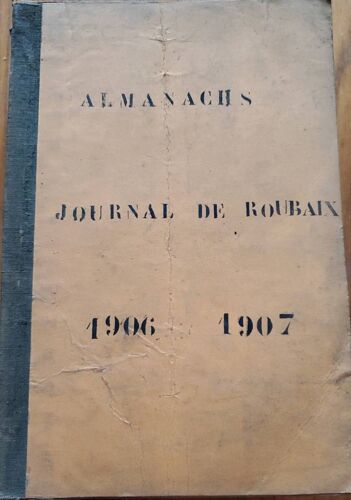 ALMANACHS
JOURNAL DE ROUBAIX
1906 1907